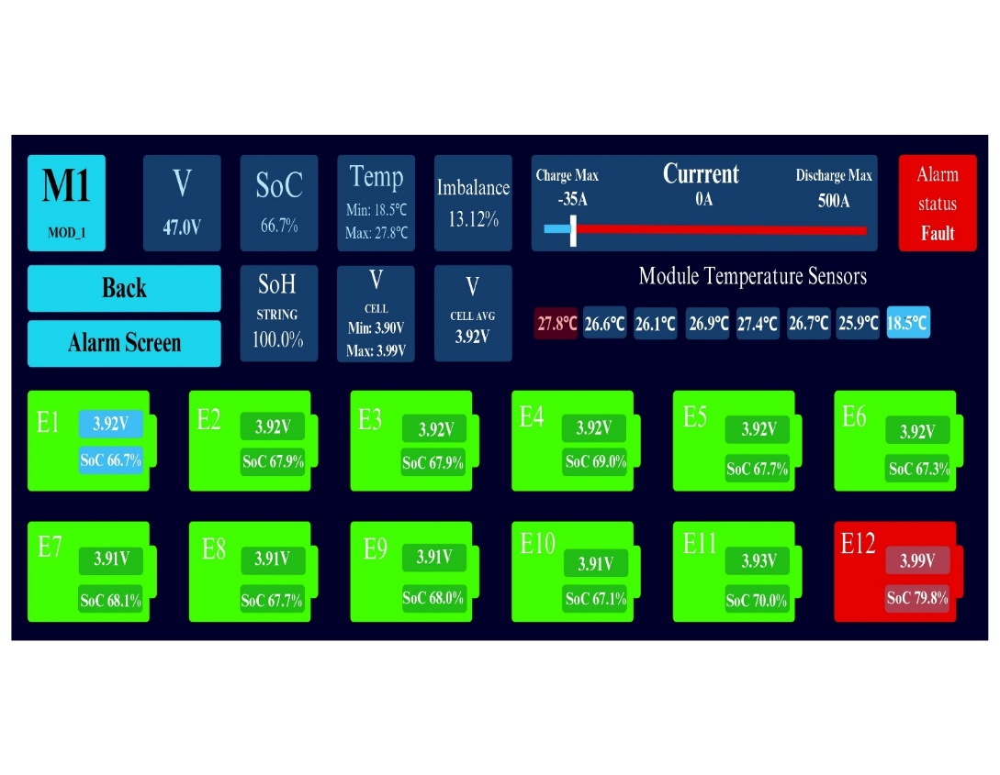 M1
MOD_1
V
47.0V
SoC
66.7%
Temp
Min: 18.5℃
Max: 27.8℃
Imbalance
13.12%
Charge Max
-35A
Currrent
0A
Discharge Max
500A
Alarm
status
Fault
Back
Alarm Screen
SoH
STRING
100.0%
V
CELL
Min: 3.90V
Max: 3.99V
V
CELL AVG
3.92V
Module Temperature Sensors
27.8℃ 26.6℃ 26.1℃ 26.9℃ 27.4℃ 26.7℃ 25.9℃ 18.5℃
E1
3.92V
SoC 66.7%
E2
3.92V
SoC 67.9%
E3
3.92V
SoC 67.9%
E4
3.92V
SoC 69.0%
E5
3.92V
SoC 67.7%
E6
3.92V
SoC 67.3%
E7
3.91V
SoC 68.1%
E8
3.91V
SoC 67.7%
E9
3.91V
SoC 68.0%
E10
3.91V
SoC 67.1%
E11
3.93V
SoC 70.0%
E12
3.99V
SoC 79.8%